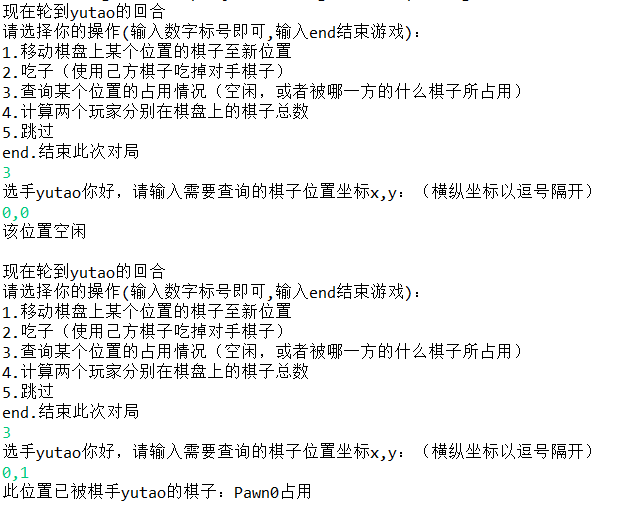 现在轮到yutao的回合
请选择你的操作(输入数字标号即可,输入end结束游戏):
1.移动棋盘上某个位置的棋子至新位置
2.吃子（使用己方棋子吃掉对手棋子）
3.查询某个位置的占用情况（空闲，或者被哪一方的什么棋子所占用）
4.计算两个玩家分别在棋盘上的棋子总数
5.跳过
end.结束此次对局
3
选手yutao你好，请输入需要查询的棋子位置坐标x,y：（横纵坐标以逗号隔开）
0,0
该位置空闲
现在轮到yutao的回合
请选择你的操作(输入数字标号即可,输入end结束游戏):
1.移动棋盘上某个位置的棋子至新位置
2.吃子（使用己方棋子吃掉对手棋子）
3.查询某个位置的占用情况（空闲，或者被哪一方的什么棋子所占用）
4.计算两个玩家分别在棋盘上的棋子总数
5.跳过
end.结束此次对局
3
选手yutao你好，请输入需要查询的棋子位置坐标x,y：（横纵坐标以逗号隔开）
0,1
此位置已被棋手yutao的棋子：Pawn0占用